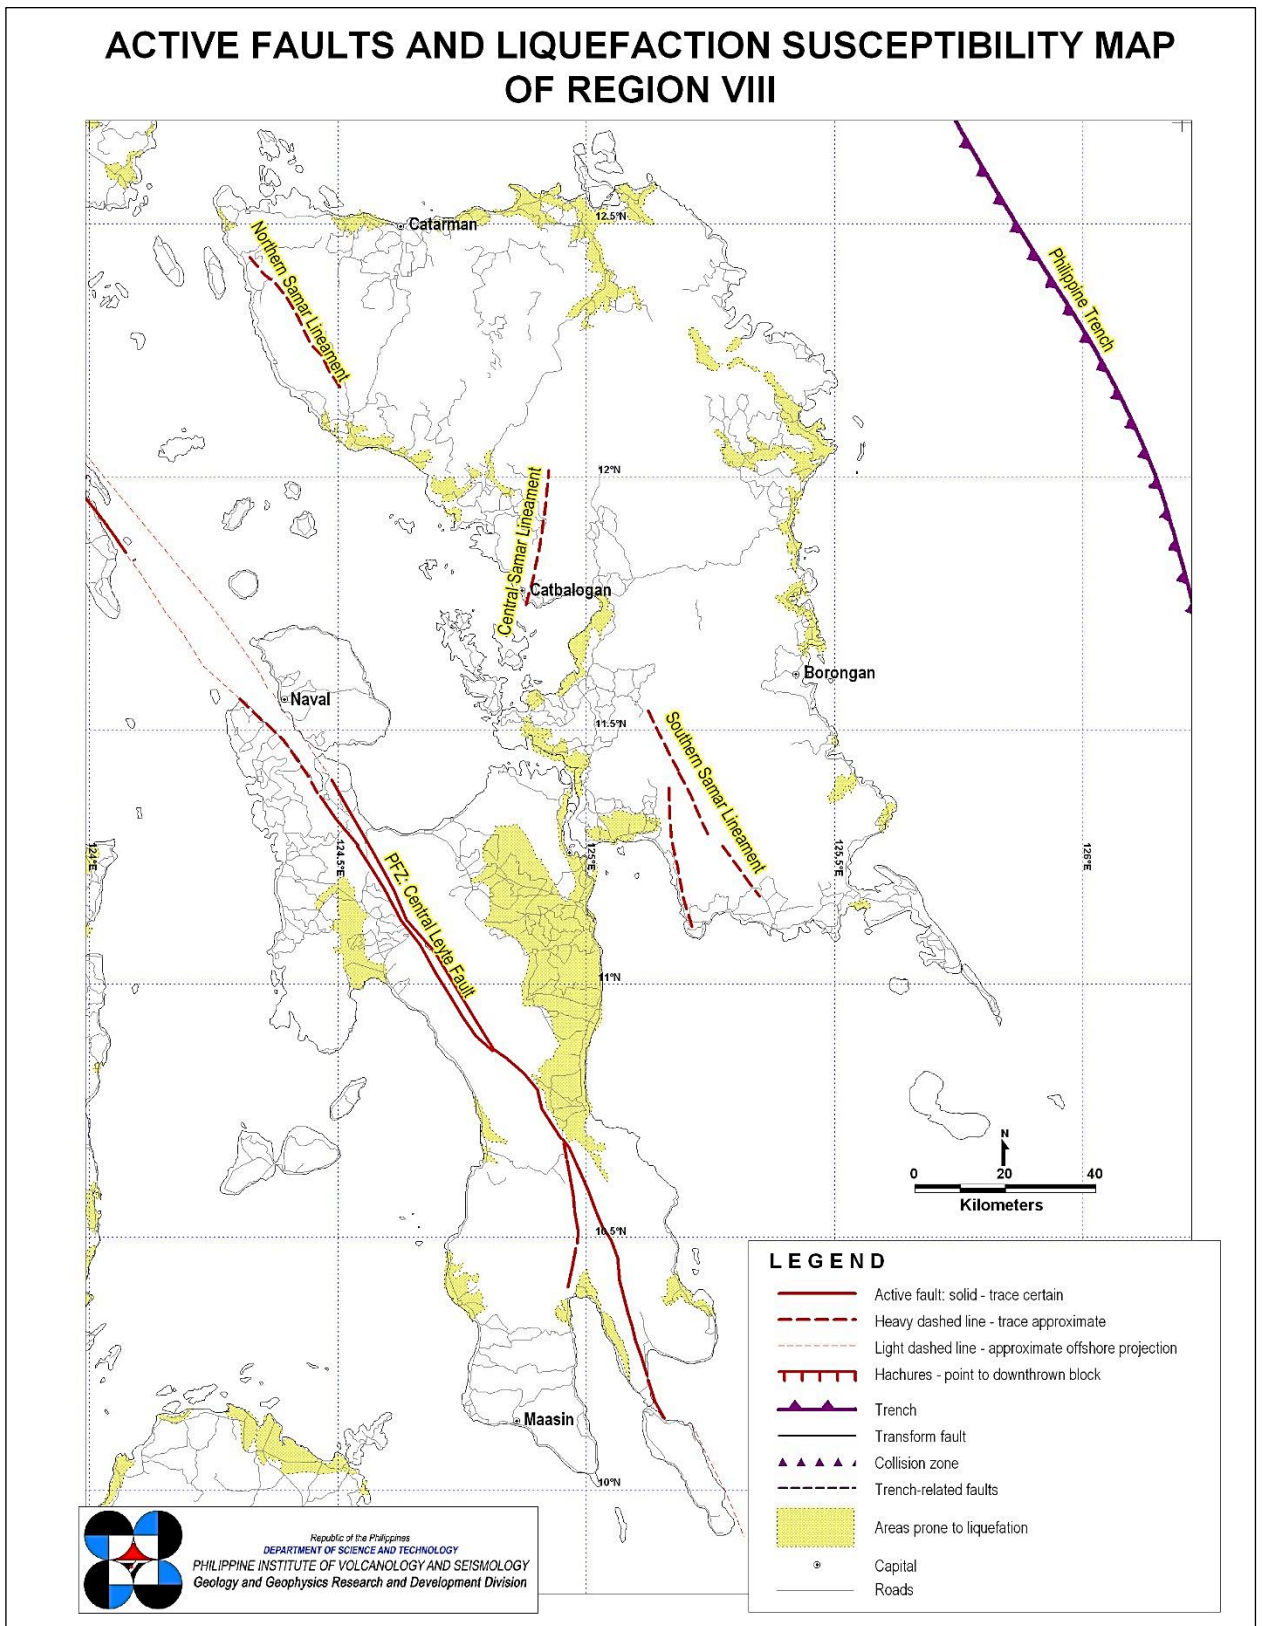 ACTIVE FAULTS AND LIQUEFACTION SUSCEPTIBILITY MAP
OF REGION VIII
12.5°N
Catarman
Northern Samar Lineament
Philippine Trench
12°N
Central Samar Lineament
Catbalogan
Borongan
Naval
11.5°N
Southern Samar Lineament
124°E
124.5°E
125°E
125.5°E
126°E
PFZ: Central Leyte Fault
11°N
N
0 20 40
Kilometers
10.5°N
Maasin
10°N
LEGEND
Active fault: solid - trace certain
Heavy dashed line - trace approximate
Light dashed line - approximate offshore projection
Hachures - point to downthrown block
Trench
Transform fault
Collision zone
Trench-related faults
Areas prone to liquefation
Capital
Roads
Republic of the Philippines
DEPARTMENT OF SCIENCE AND TECHNOLOGY
PHILIPPINE INSTITUTE OF VOLCANOLOGY AND SEISMOLOGY
Geology and Geophysics Research and Development Division